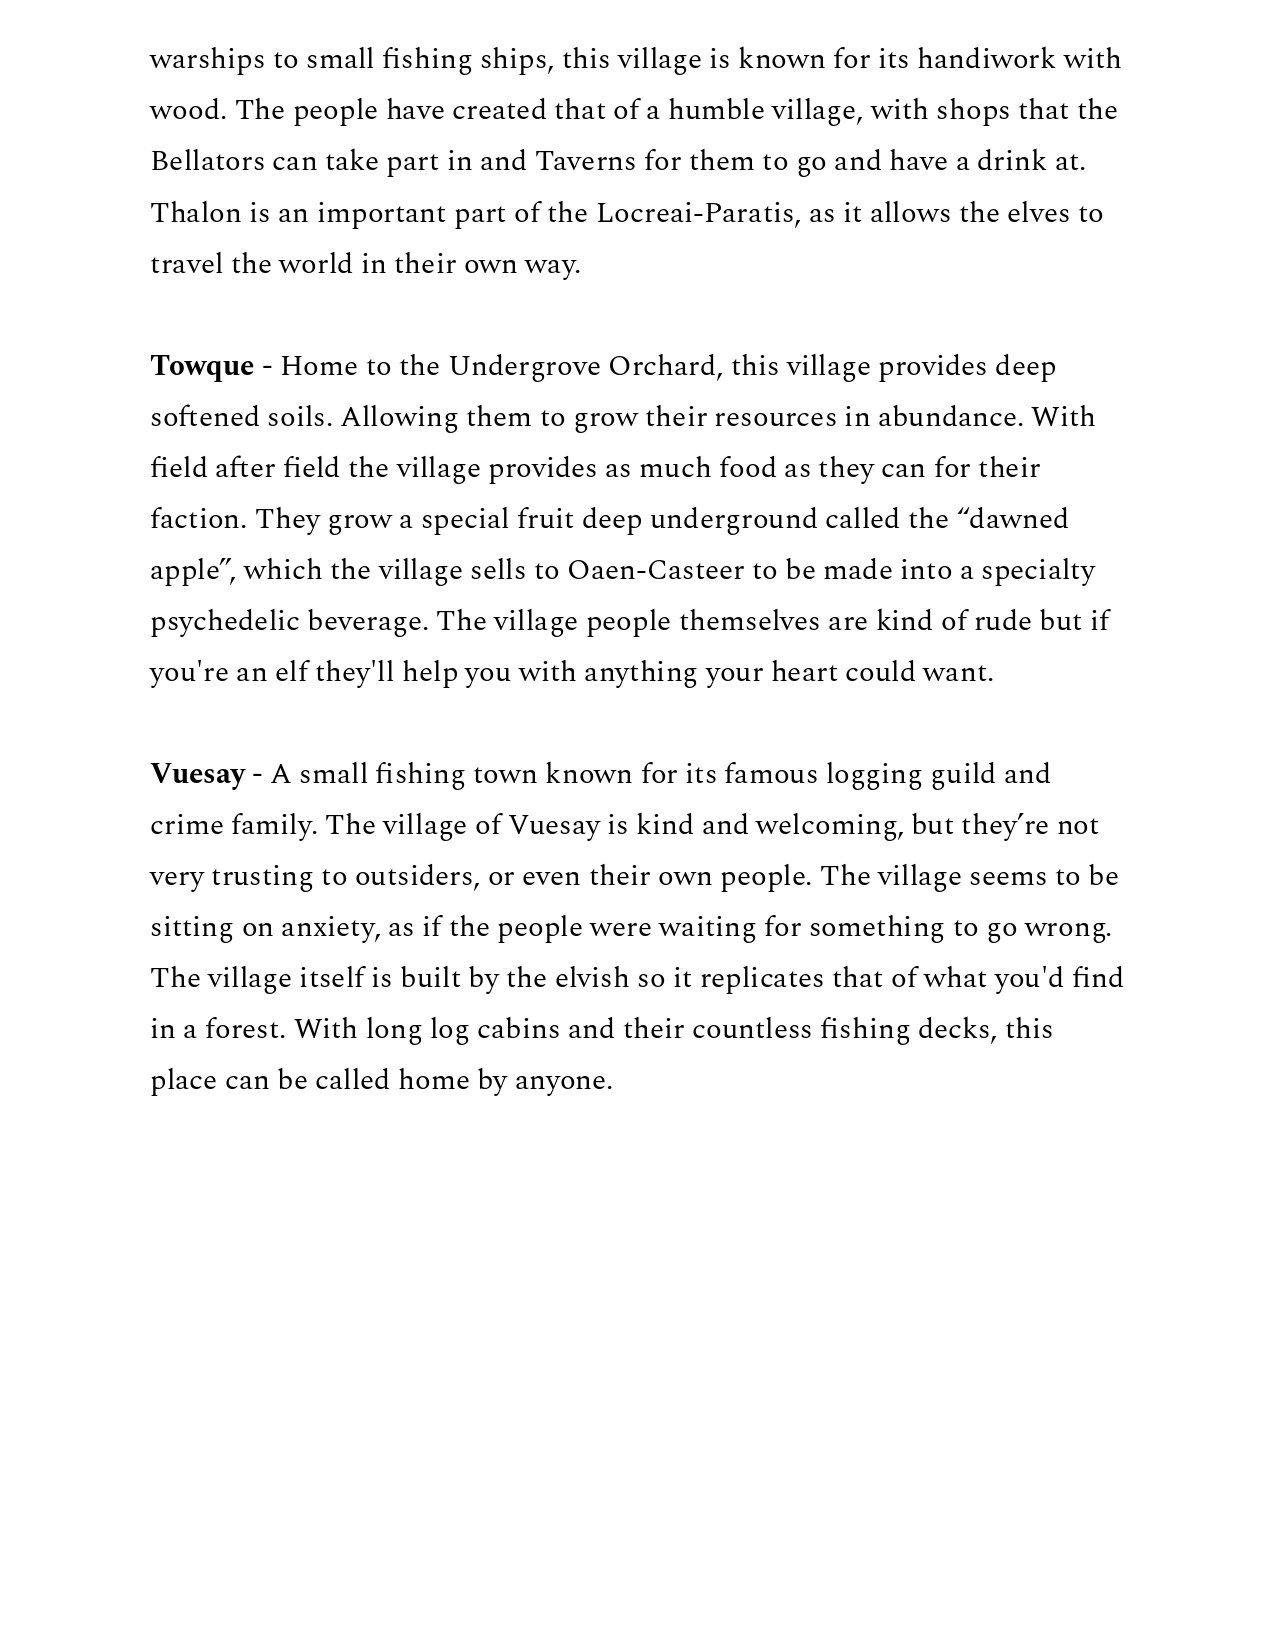 warships to small fishing ships, this village is known for its handiwork with
wood. The people have created that of a humble village, with shops that the
Bellators can take part in and Taverns for them to go and have a drink at.
Thalon is an important part of the Locreai-Paratis, as it allows the elves to
travel the world in their own way.
Towque - Home to the Undergrove Orchard, this village provides deep
softened soils. Allowing them to grow their resources in abundance. With
field after field the village provides as much food as they can for their
faction. They grow a special fruit deep underground called the “dawned
apple”, which the village sells to Oaen-Casteer to be made into a specialty
psychedelic beverage. The village people themselves are kind of rude but if
you're an elf they'll help you with anything your heart could want.
Vuesay - A small fishing town known for its famous logging guild and
crime family. The village of Vuesay is kind and welcoming, but they’re not
very trusting to outsiders, or even their own people. The village seems to be
sitting on anxiety, as if the people were waiting for something to go wrong.
The village itself is built by the elvish so it replicates that of what you'd find
in a forest. With long log cabins and their countless fishing decks, this
place can be called home by anyone.